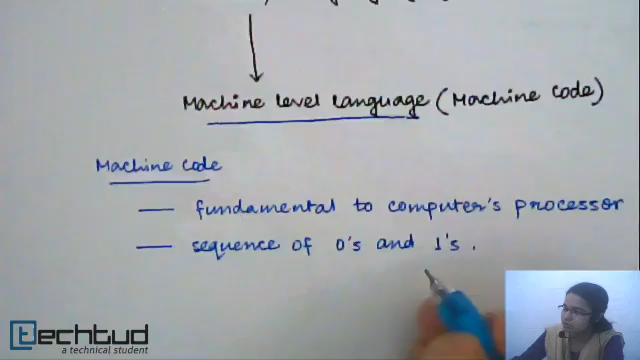 Machine level language (Machine code)
Machine code
— fundamental to computer's processor
— sequence of 0's and 1's.
techtud
a technical student